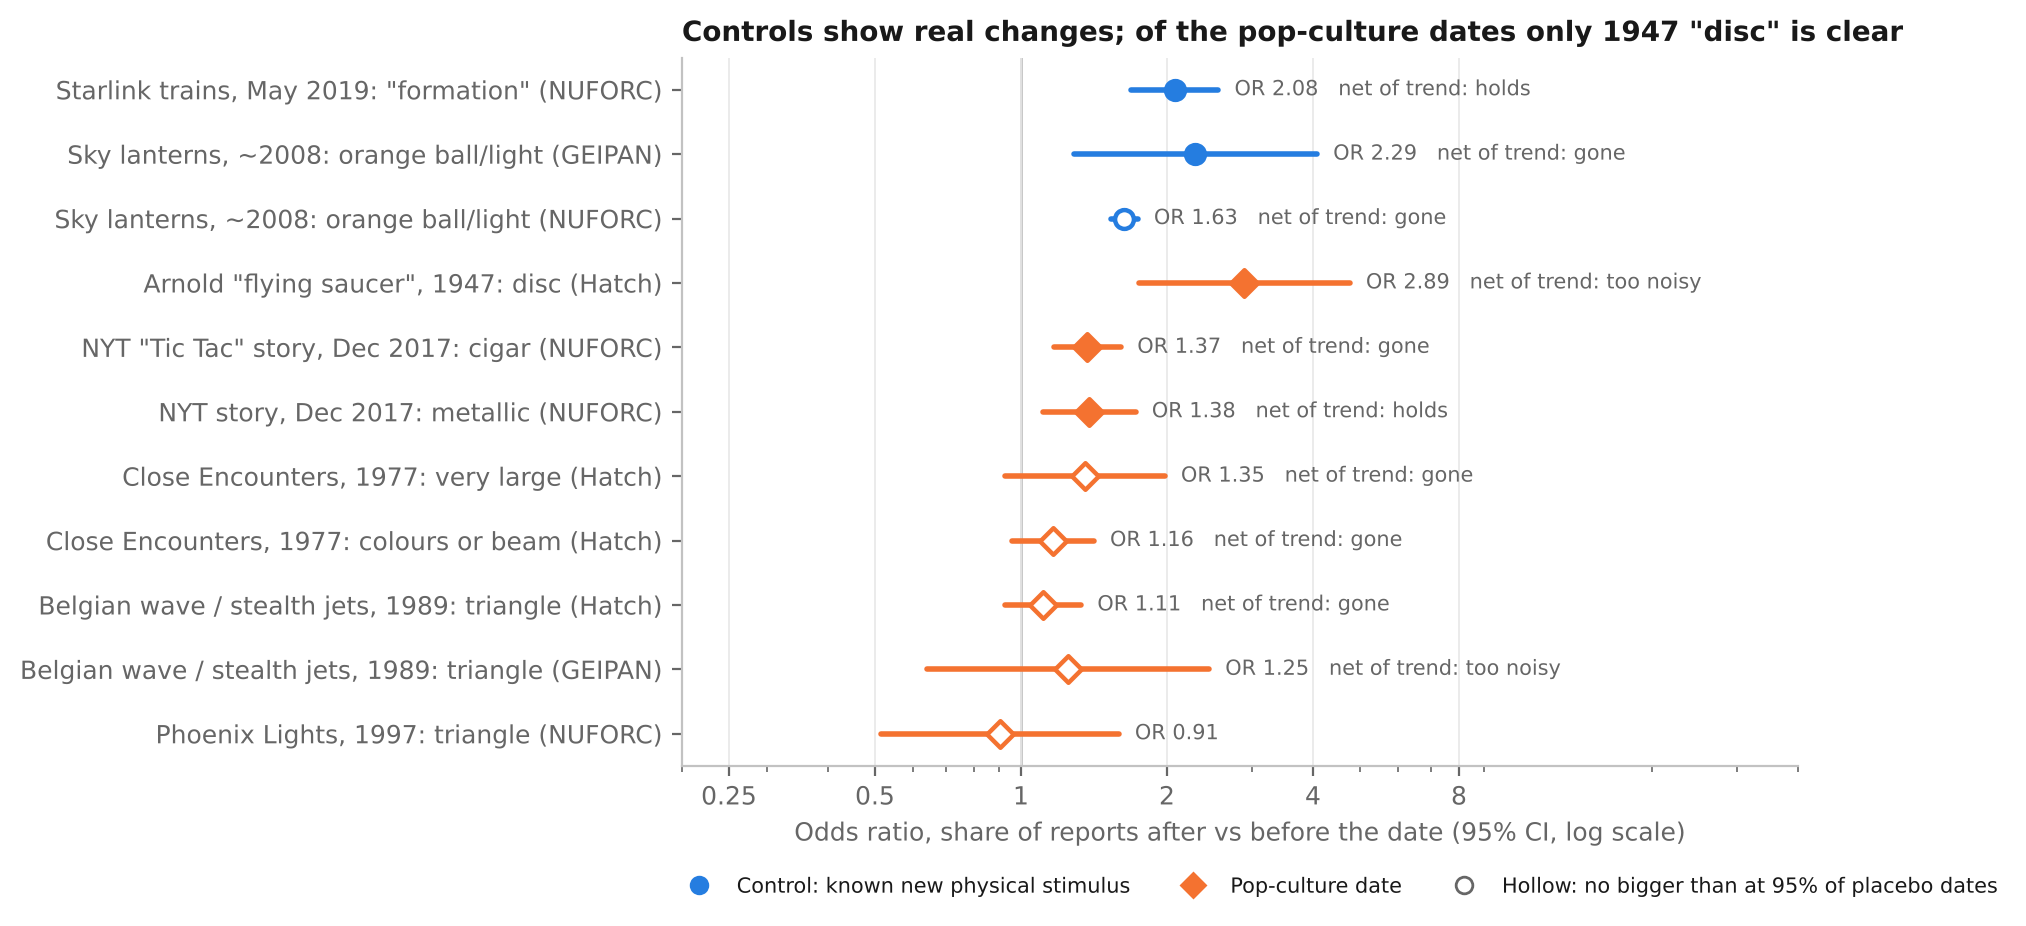 Controls show real changes; of the pop-culture dates only 1947 "disc" is clear
Starlink trains, May 2019: "formation" (NUFORC) OR 2.08 net of trend: holds
Sky lanterns, ~2008: orange ball/light (GEIPAN) OR 2.29 net of trend: gone
Sky lanterns, ~2008: orange ball/light (NUFORC) OR 1.63 net of trend: gone
Arnold "flying saucer", 1947: disc (Hatch) OR 2.89 net of trend: too noisy
NYT "Tic Tac" story, Dec 2017: cigar (NUFORC) OR 1.37 net of trend: gone
NYT story, Dec 2017: metallic (NUFORC) OR 1.38 net of trend: holds
Close Encounters, 1977: very large (Hatch) OR 1.35 net of trend: gone
Close Encounters, 1977: colours or beam (Hatch) OR 1.16 net of trend: gone
Belgian wave / stealth jets, 1989: triangle (Hatch) OR 1.11 net of trend: gone
Belgian wave / stealth jets, 1989: triangle (GEIPAN) OR 1.25 net of trend: too noisy
Phoenix Lights, 1997: triangle (NUFORC) OR 0.91
0.25 0.5 1 2 4 8
Odds ratio, share of reports after vs before the date (95% CI, log scale)
Control: known new physical stimulus Pop-culture date Hollow: no bigger than at 95% of placebo dates